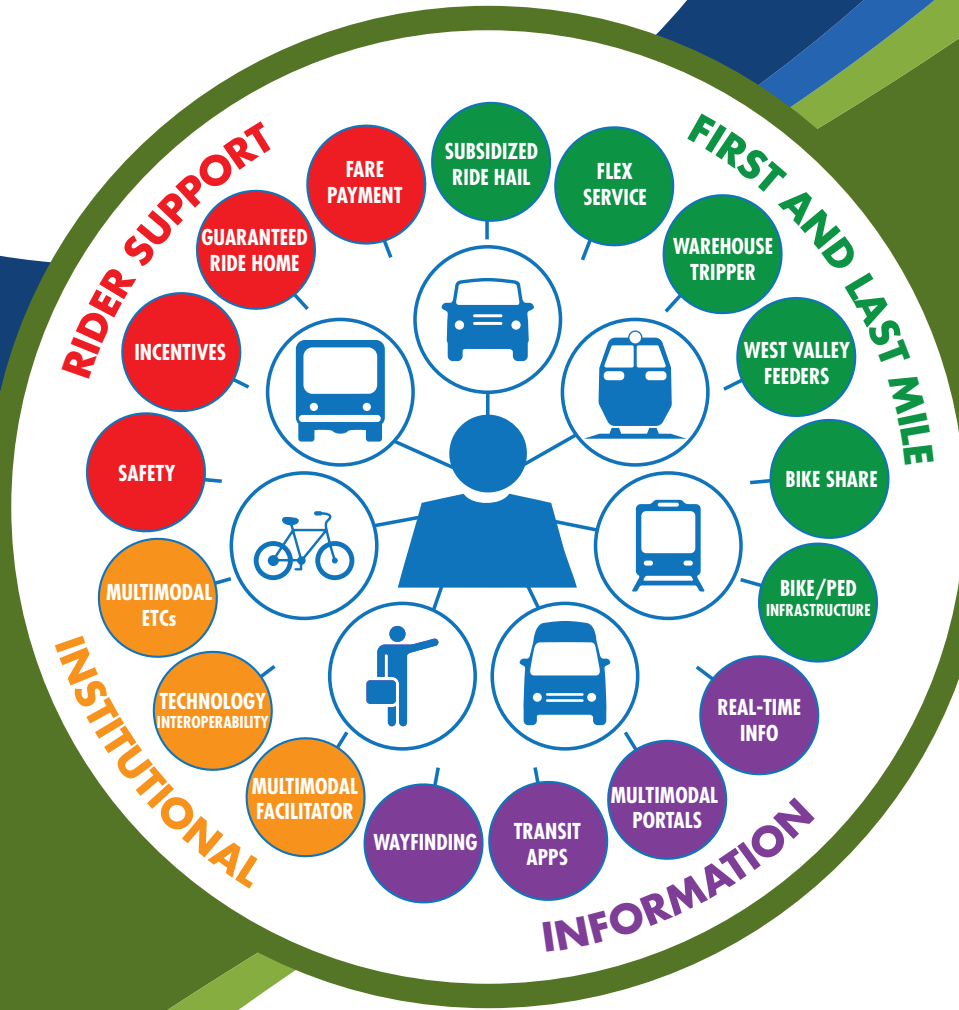 RIDER SUPPORT
FARE
PAYMENT
GUARANTEED
RIDE HOME
INCENTIVES
SAFETY
FIRST AND LAST MILE
SUBSIDIZED
RIDE HAIL
FLEX
SERVICE
WAREHOUSE
TRIPPER
WEST VALLEY
FEEDERS
BIKE SHARE
BIKE/PED
INFRASTRUCTURE
INFORMATION
REAL-TIME
INFO
MULTIMODAL
PORTALS
TRANSIT
APPS
WAYFINDING
INSTITUTIONAL
MULTIMODAL
FACILITATOR
TECHNOLOGY
INTEROPERABILITY
MULTIMODAL
ETCs